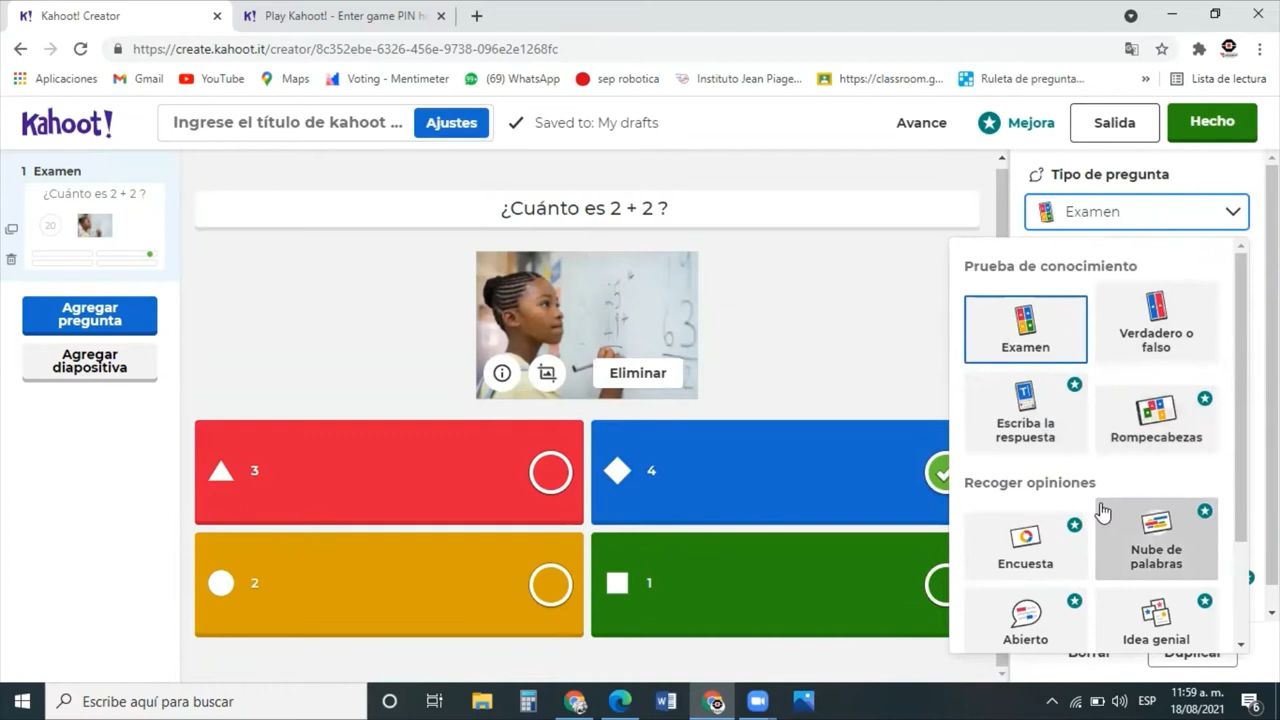 Kahoot! Creator
Play Kahoot! - Enter game PIN h
https://create.kahoot.it/creator/8c352ebe-6326-456e-9738-096e2e1268fc
Aplicaciones
Gmail
YouTube
Maps
Voting - Mentimeter
(69) WhatsApp
sep robotica
Instituto Jean Piage...
https://classroom.g...
Ruleta de pregunta...
»
Lista de lectura
Kahoot!
Ingrese el título de kahoot ...
Ajustes
Saved to: My drafts
Avance
Mejora
Salida
Hecho
1 Examen
¿Cuánto es 2 + 2 ?
20
Agregar
pregunta
Agregar
diapositiva
¿Cuánto es 2 + 2 ?
63
Eliminar
3
4
2
1
Tipo de pregunta
Examen
Prueba de conocimiento
Examen
Verdadero o
falso
Escriba la
respuesta
Rompecabezas
Recoger opiniones
Encuesta
Nube de
palabras
Abierto
Idea genial
Borrar
Duplicar
Escribe aquí para buscar
ESP
11:59 a. m.
18/08/2021
6